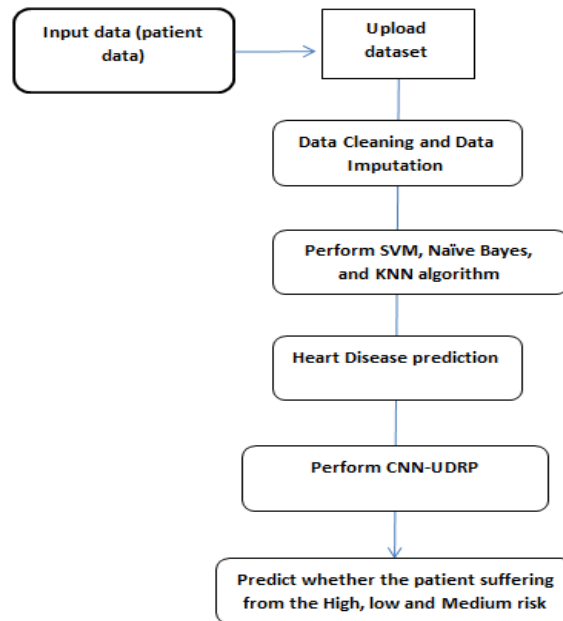 Input data (patient
data)
Upload
dataset
Data Cleaning and Data
Imputation
Perform SVM, Naïve Bayes,
and KNN algorithm
Heart Disease prediction
Perform CNN-UDRP
Predict whether the patient suffering
from the High, low and Medium risk